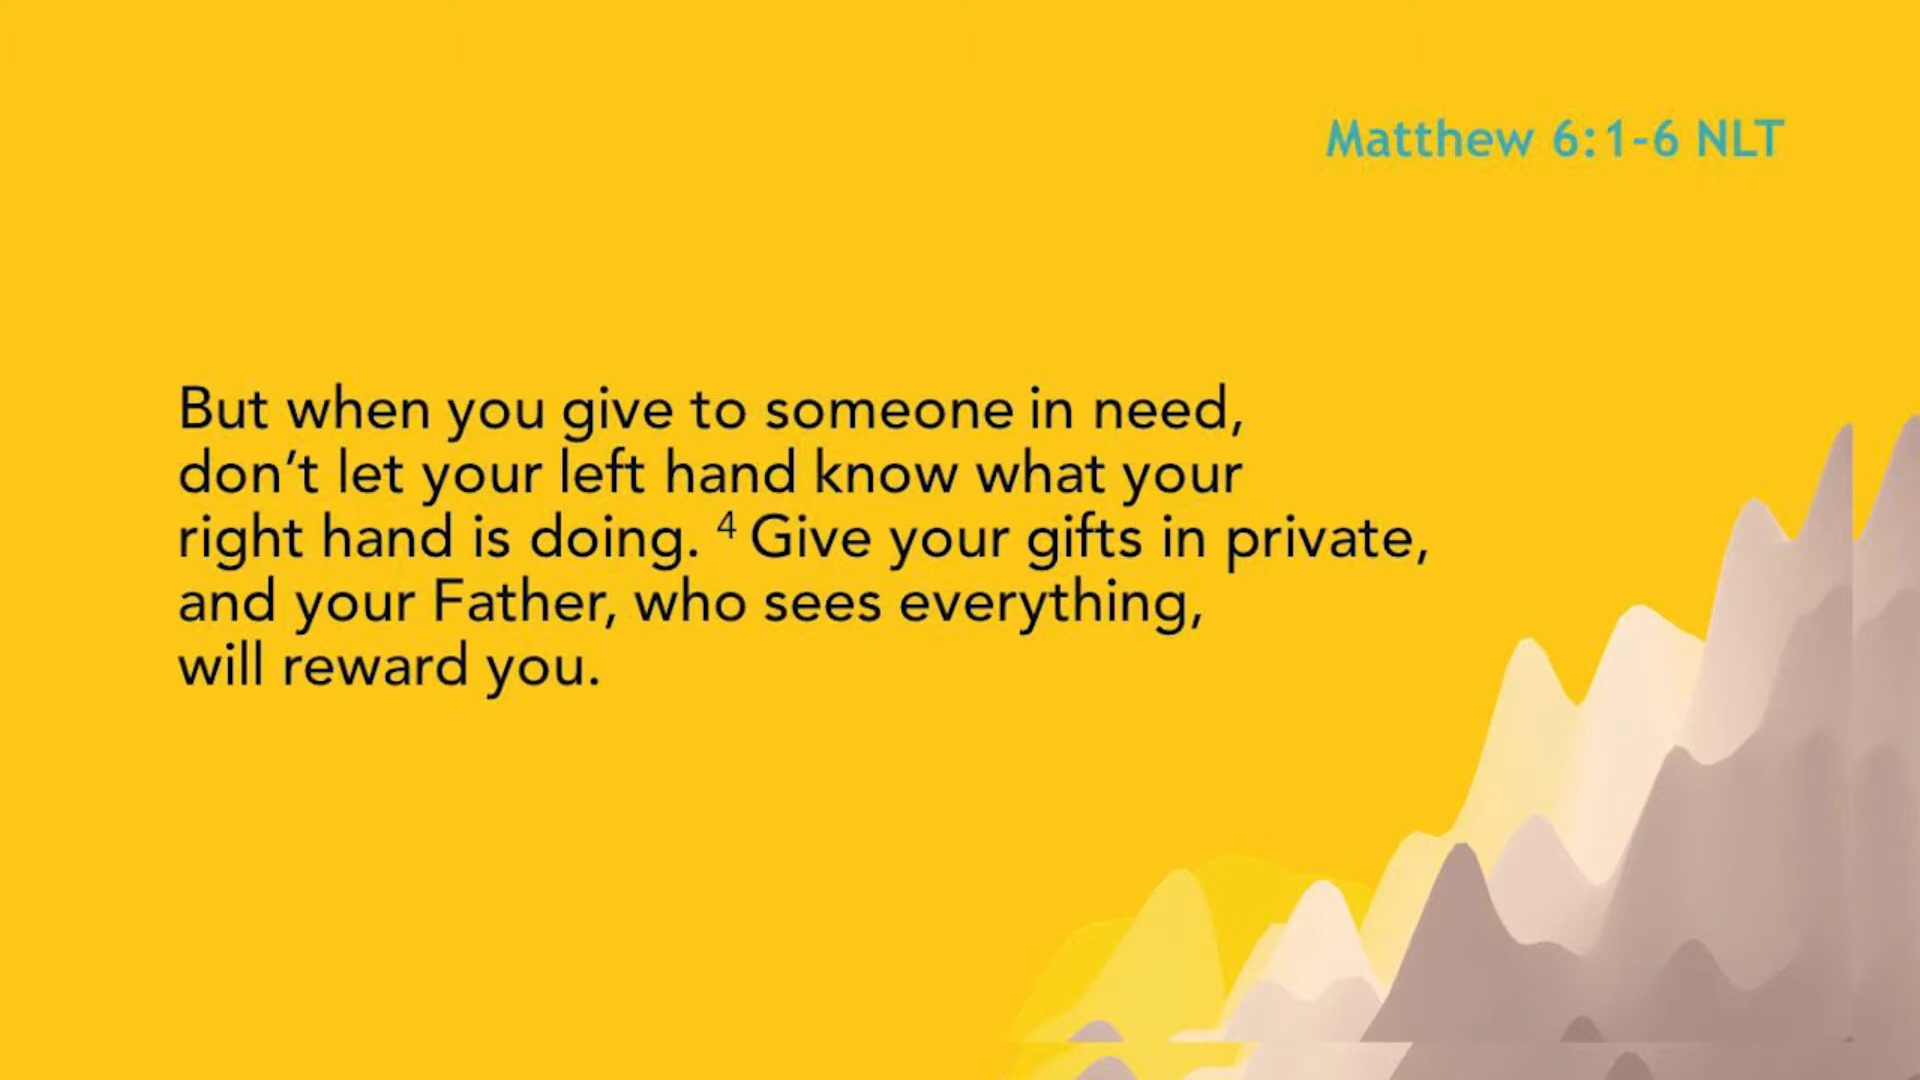 Matthew 6:1-6 NLT
But when you give to someone in need,
don’t let your left hand know what your
right hand is doing. 4 Give your gifts in private,
and your Father, who sees everything,
will reward you.